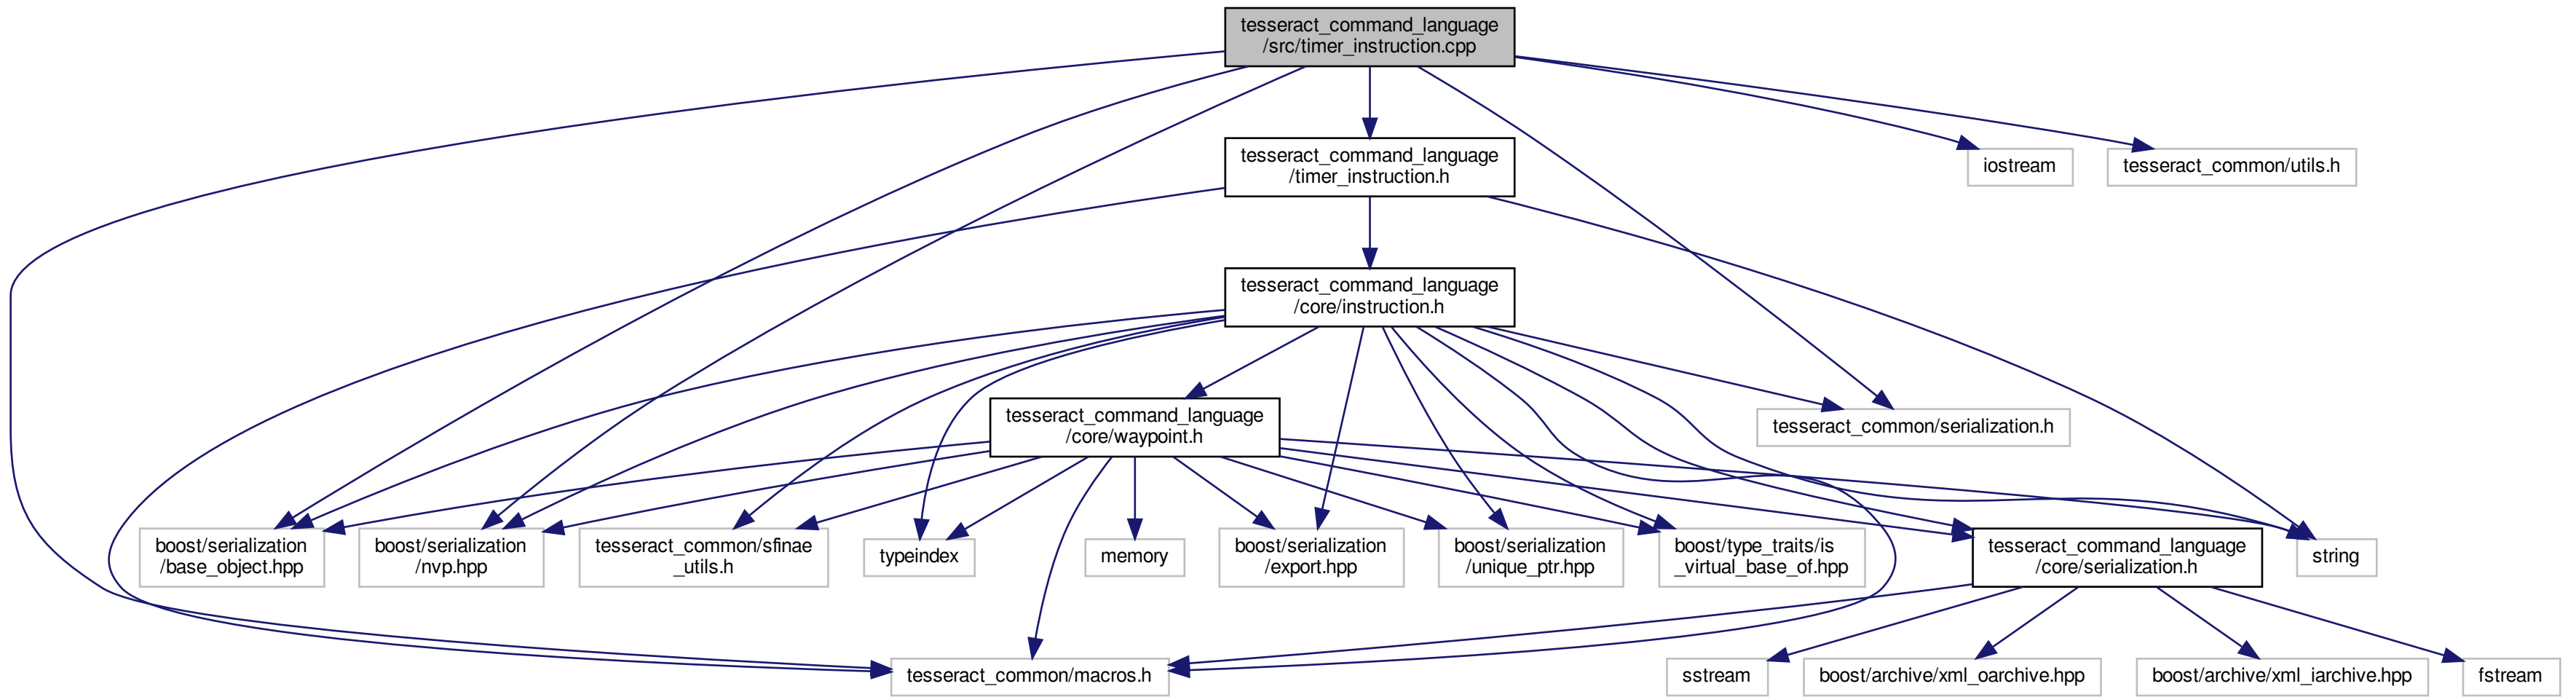 tesseract_command_language
/src/timer_instruction.cpp
tesseract_command_language
/timer_instruction.h
iostream
tesseract_common/utils.h
tesseract_command_language
/core/instruction.h
tesseract_command_language
/core/waypoint.h
tesseract_common/serialization.h
boost/serialization
/base_object.hpp
boost/serialization
/nvp.hpp
tesseract_common/sfinae
_utils.h
typeindex
memory
boost/serialization
/export.hpp
boost/serialization
/unique_ptr.hpp
boost/type_traits/is
_virtual_base_of.hpp
tesseract_command_language
/core/serialization.h
string
tesseract_common/macros.h
sstream
boost/archive/xml_oarchive.hpp
boost/archive/xml_iarchive.hpp
fstream